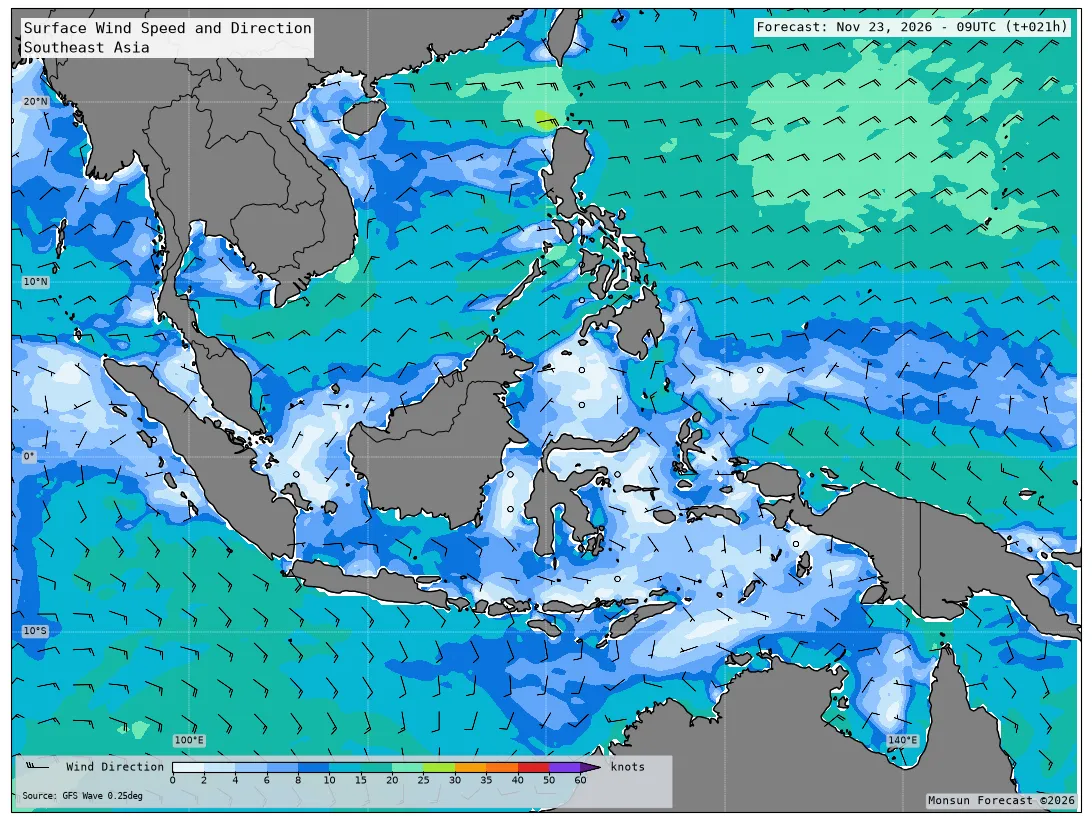 Surface Wind Speed and Direction
Southeast Asia
Forecast: Nov 23, 2026 - 09UTC (t+021h)
20°N
10°N
0°
10°S
100°E
140°E
Wind Direction
0 2 4 6 8 10 15 20 25 30 35 40 50 60
knots
Source: GFS Wave 0.25deg
Monsun Forecast ©2026